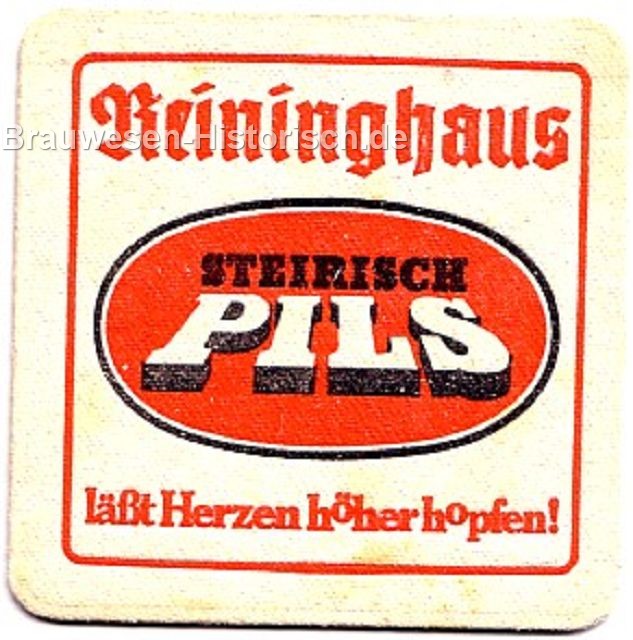 Reininghaus
Brauwesen-Historisch.de
STEIRISCH
PILS
läßt Herzen höher hopfen!